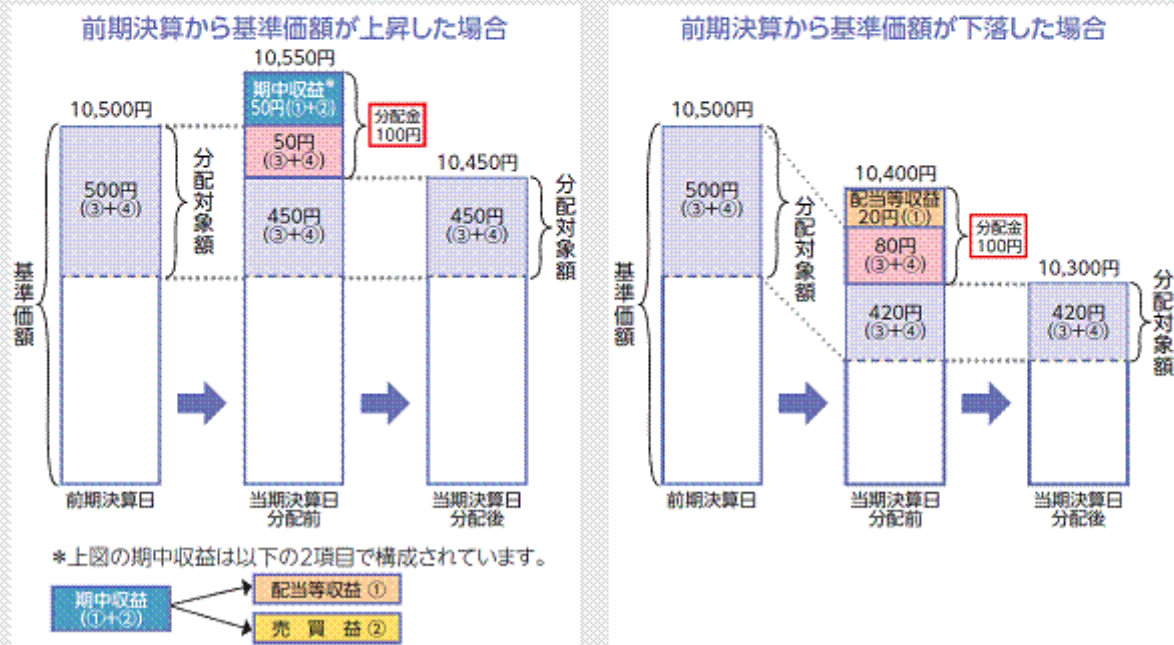 前期決算から基準価額が上昇した場合
10,500円
10,550円
10,450円
期中収益*
50円(①+②)
50円
(③+④)
分配金
100円
500円
(③+④)
450円
(③+④)
450円
(③+④)
分配対象額
分配対象額
基準価額
前期決算日
当期決算日
分配前
当期決算日
分配後
*上図の期中収益は以下の2項目で構成されています。
期中収益
(①+②)
配当等収益 ①
売 買 益 ②
前期決算から基準価額が下落した場合
10,500円
10,400円
10,300円
配当等収益
20円(①)
80円
(③+④)
分配金
100円
500円
(③+④)
420円
(③+④)
420円
(③+④)
分配対象額
分配対象額
基準価額
前期決算日
当期決算日
分配前
当期決算日
分配後